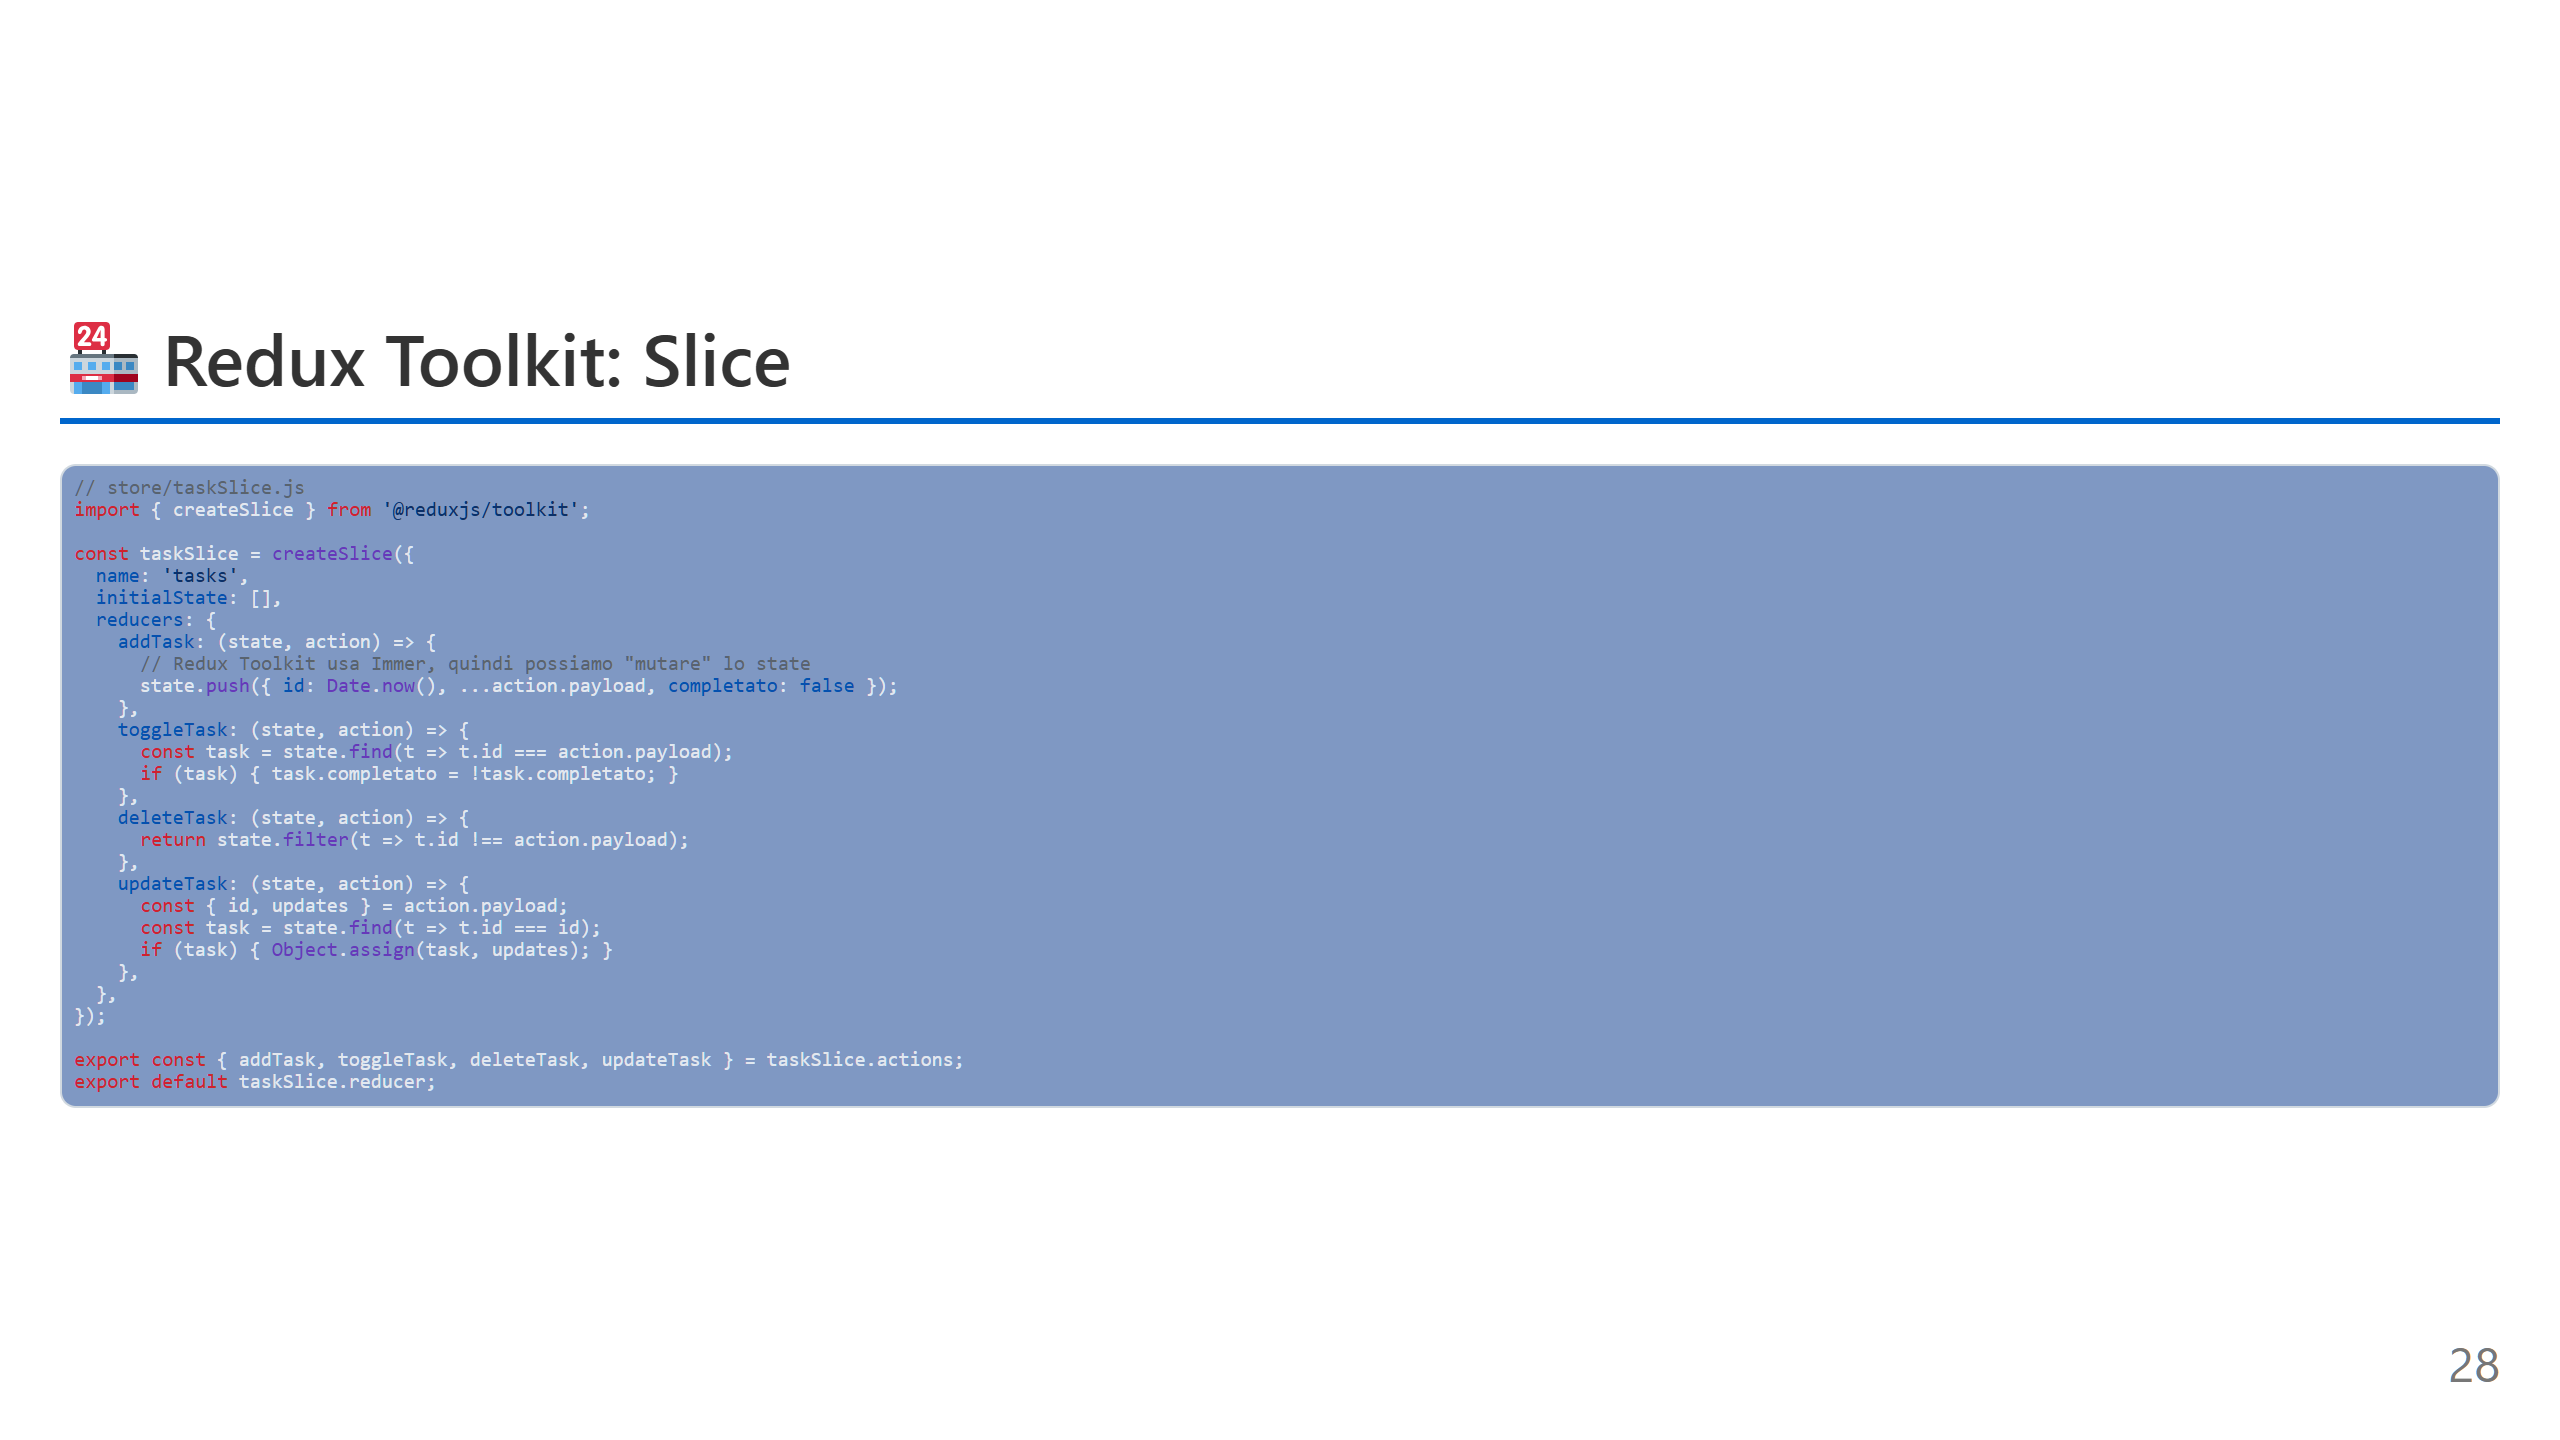 24
Redux Toolkit: Slice
// store/taskSlice.js
import { createSlice } from '@reduxjs/toolkit';

const taskSlice = createSlice({
  name: 'tasks',
  initialState: [],
  reducers: {
    addTask: (state, action) => {
      // Redux Toolkit usa Immer, quindi possiamo "mutare" lo state
      state.push({ id: Date.now(), ...action.payload, completato: false });
    },
    toggleTask: (state, action) => {
      const task = state.find(t => t.id === action.payload);
      if (task) { task.completato = !task.completato; }
    },
    deleteTask: (state, action) => {
      return state.filter(t => t.id !== action.payload);
    },
    updateTask: (state, action) => {
      const { id, updates } = action.payload;
      const task = state.find(t => t.id === id);
      if (task) { Object.assign(task, updates); }
    },
  },
});

export const { addTask, toggleTask, deleteTask, updateTask } = taskSlice.actions;
export default taskSlice.reducer;
28